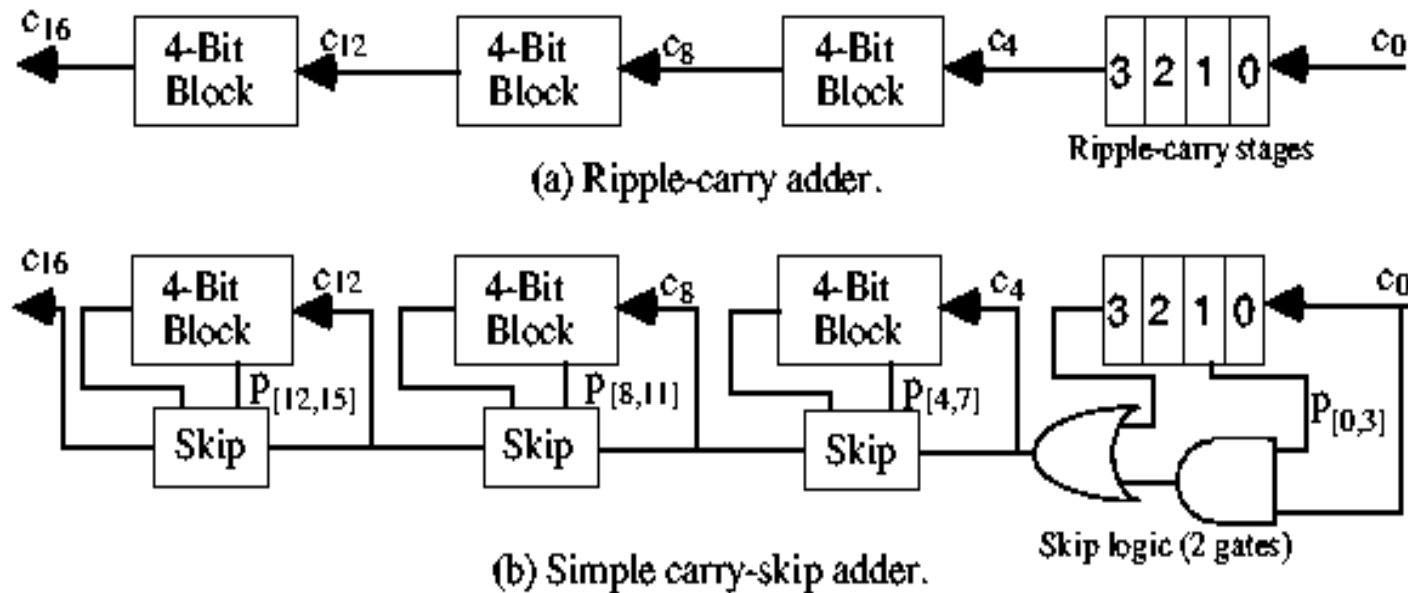 c16 4-Bit Block c12 4-Bit Block c8 4-Bit Block c4 3 2 1 0 c0
Ripple-carry stages
(a) Ripple-carry adder.
c16 4-Bit Block c12 4-Bit Block c8 4-Bit Block c4 3 2 1 0 c0
P[12,15] P[8,11] P[4,7] P[0,3]
Skip Skip Skip
Skip logic (2 gates)
(b) Simple carry-skip adder.